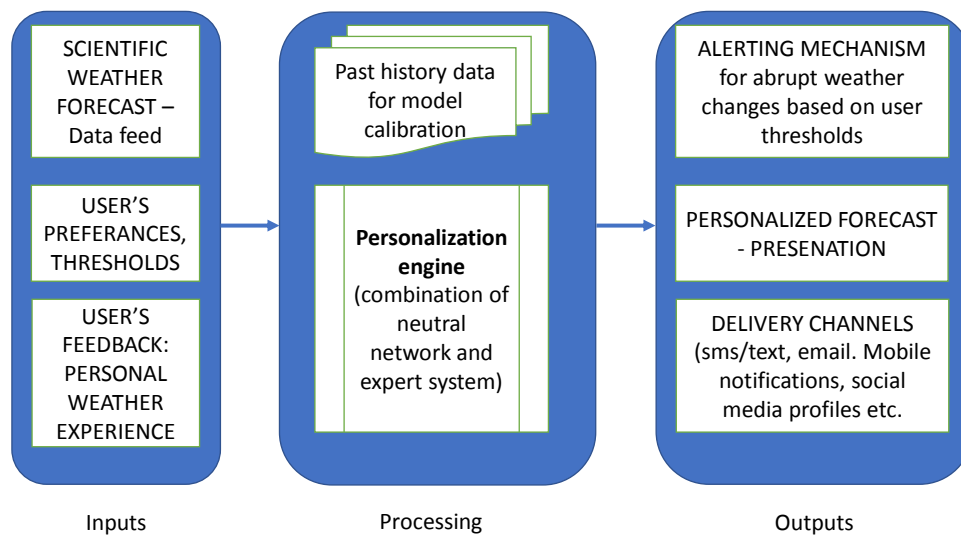 SCIENTIFIC
WEATHER
FORECAST –
Data feed
USER’S
PREFERANCES,
THRESHOLDS
USER’S
FEEDBACK:
PERSONAL
WEATHER
EXPERIENCE
Inputs
Past history data
for model
calibration
Personalization
engine
(combination of
neutral
network and
expert system)
Processing
ALERTING MECHANISM
for abrupt weather
changes based on user
thresholds
PERSONALIZED FORECAST
- PRESENATION
DELIVERY CHANNELS
(sms/text, email. Mobile
notifications, social
media profiles etc.
Outputs